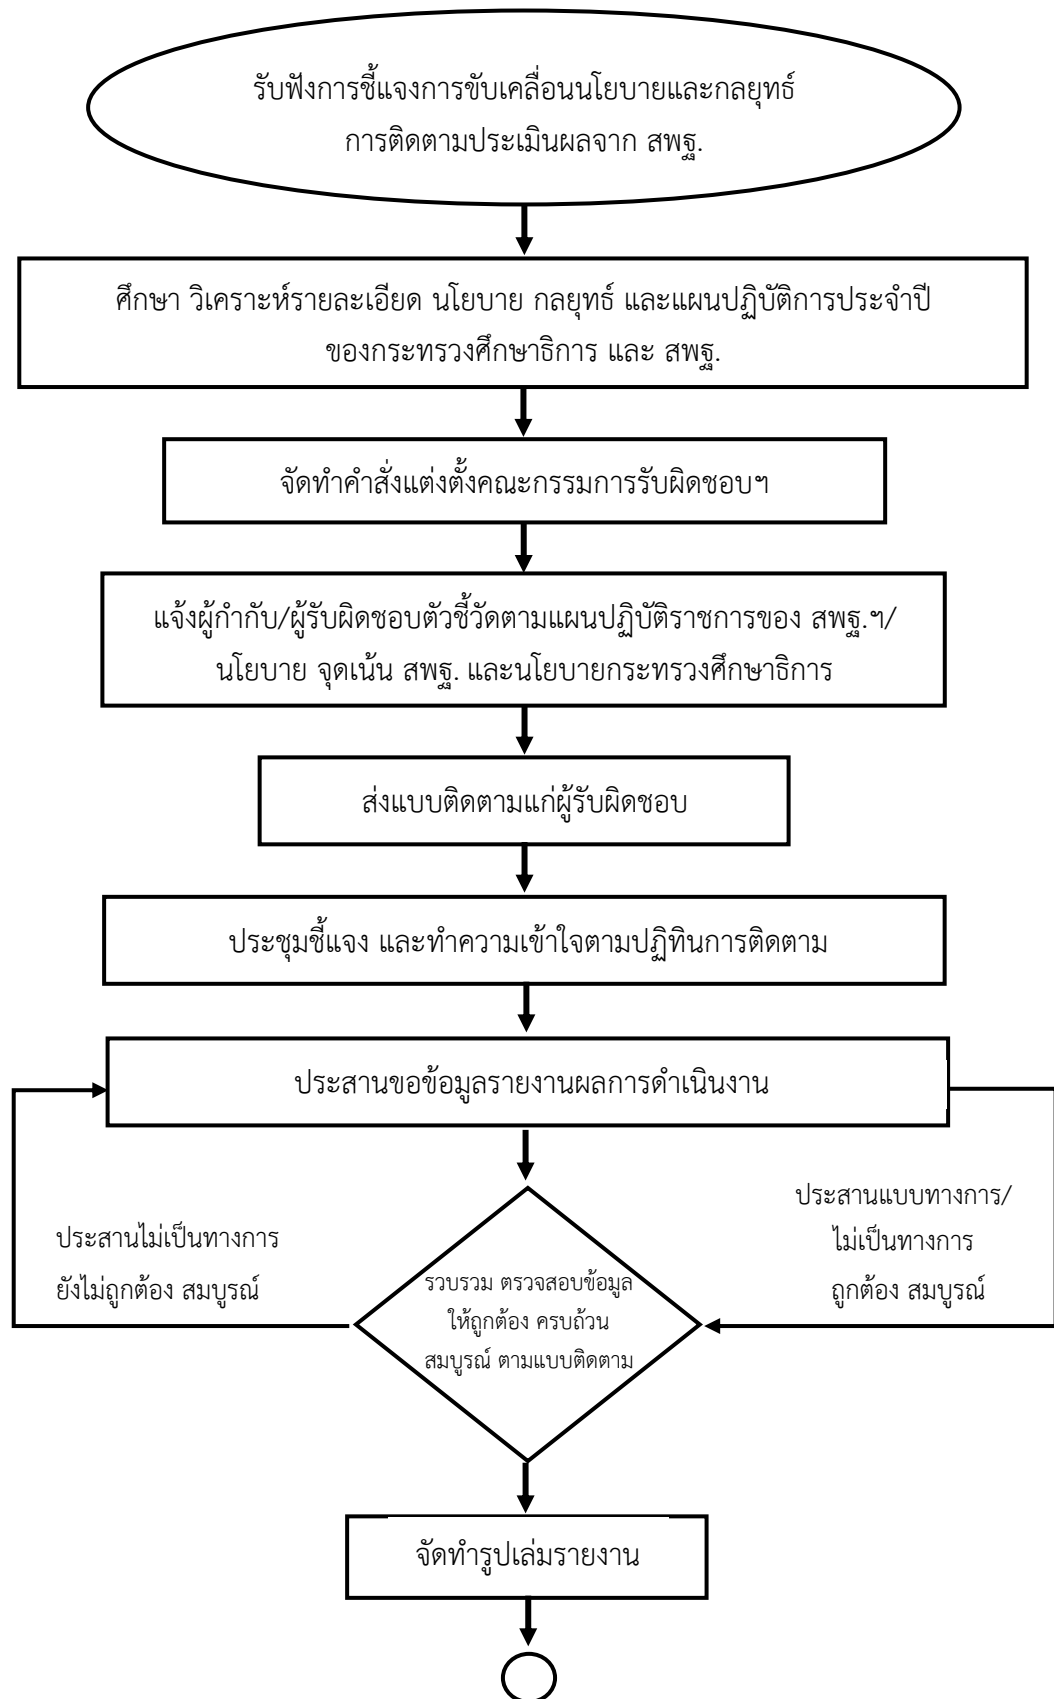 รับฟังการชี้แจงการขับเคลื่อนนโยบายและกลยุทธ์
การติดตามประเมินผลจาก สพฐ.
ศึกษา วิเคราะห์รายละเอียด นโยบาย กลยุทธ์ และแผนปฏิบัติการประจำปี
ของกระทรวงศึกษาธิการ และ สพฐ.
จัดทำคำสั่งแต่งตั้งคณะกรรมการรับผิดชอบฯ
แจ้งผู้กำกับ/ผู้รับผิดชอบตัวชี้วัดตามแผนปฏิบัติราชการของ สพฐ.ฯ/
นโยบาย จุดเน้น สพฐ. และนโยบายกระทรวงศึกษาธิการ
ส่งแบบติดตามแก่ผู้รับผิดชอบ
ประชุมชี้แจง และทำความเข้าใจตามปฏิทินการติดตาม
ประสานขอข้อมูลรายงานผลการดำเนินงาน
ประสานไม่เป็นทางการ
ยังไม่ถูกต้อง สมบูรณ์
ประสานแบบทางการ/
ไม่เป็นทางการ
ถูกต้อง สมบูรณ์
รวบรวม ตรวจสอบข้อมูล
ให้ถูกต้อง ครบถ้วน
สมบูรณ์ ตามแบบติดตาม
จัดทำรูปเล่มรายงาน